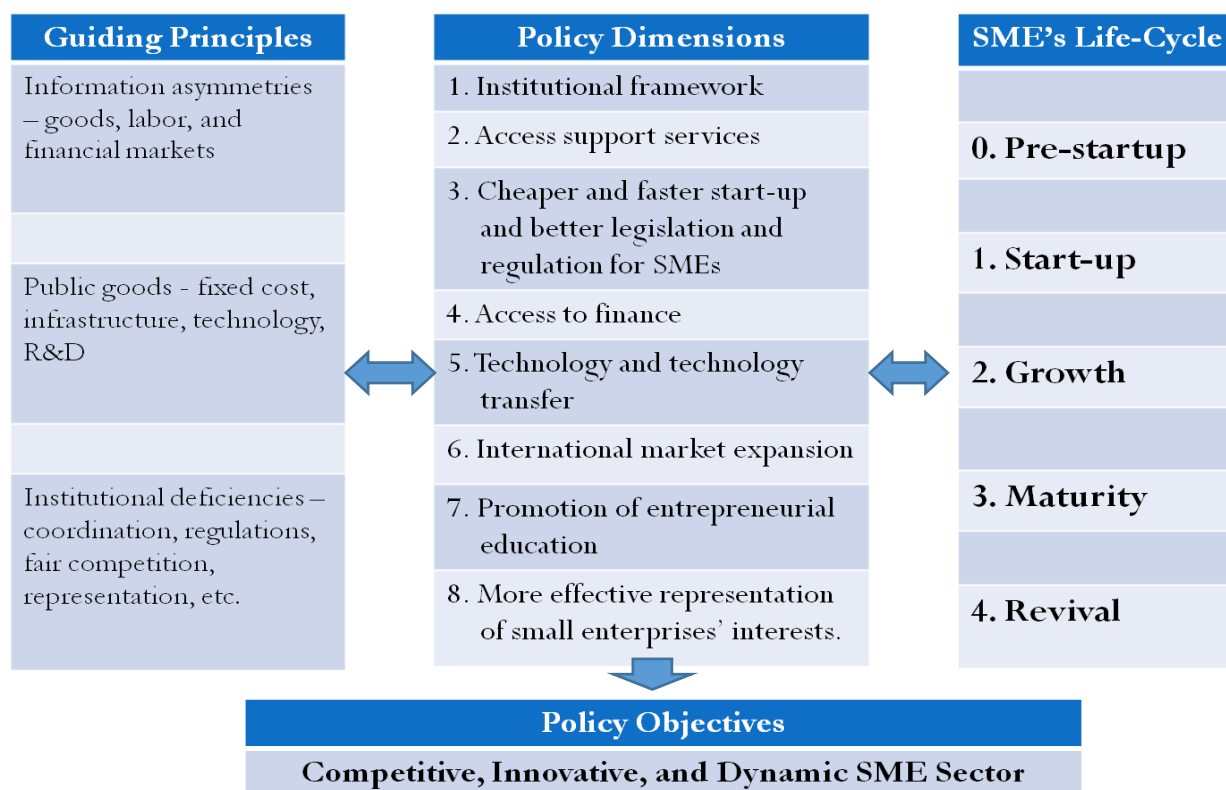 Guiding Principles
Information asymmetries
– goods, labor, and
financial markets
Public goods - fixed cost,
infrastructure, technology,
R&D
Institutional deficiencies –
coordination, regulations,
fair competition,
representation, etc.
Policy Dimensions
1. Institutional framework
2. Access support services
3. Cheaper and faster start-up
and better legislation and
regulation for SMEs
4. Access to finance
5. Technology and technology
transfer
6. International market expansion
7. Promotion of entrepreneurial
education
8. More effective representation
of small enterprises’ interests.
SME’s Life-Cycle
0. Pre-startup
1. Start-up
2. Growth
3. Maturity
4. Revival
Policy Objectives
Competitive, Innovative, and Dynamic SME Sector